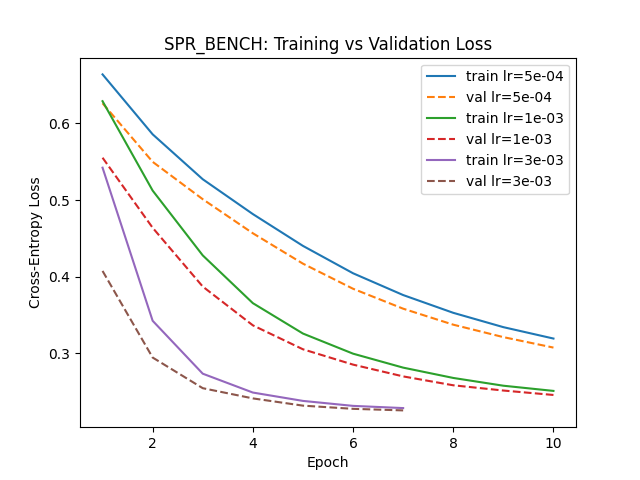 SPR_BENCH: Training vs Validation Loss
train lr=5e-04
val lr=5e-04
train lr=1e-03
val lr=1e-03
train lr=3e-03
val lr=3e-03
Cross-Entropy Loss
0.6
0.5
0.4
0.3
2 4 6 8 10
Epoch